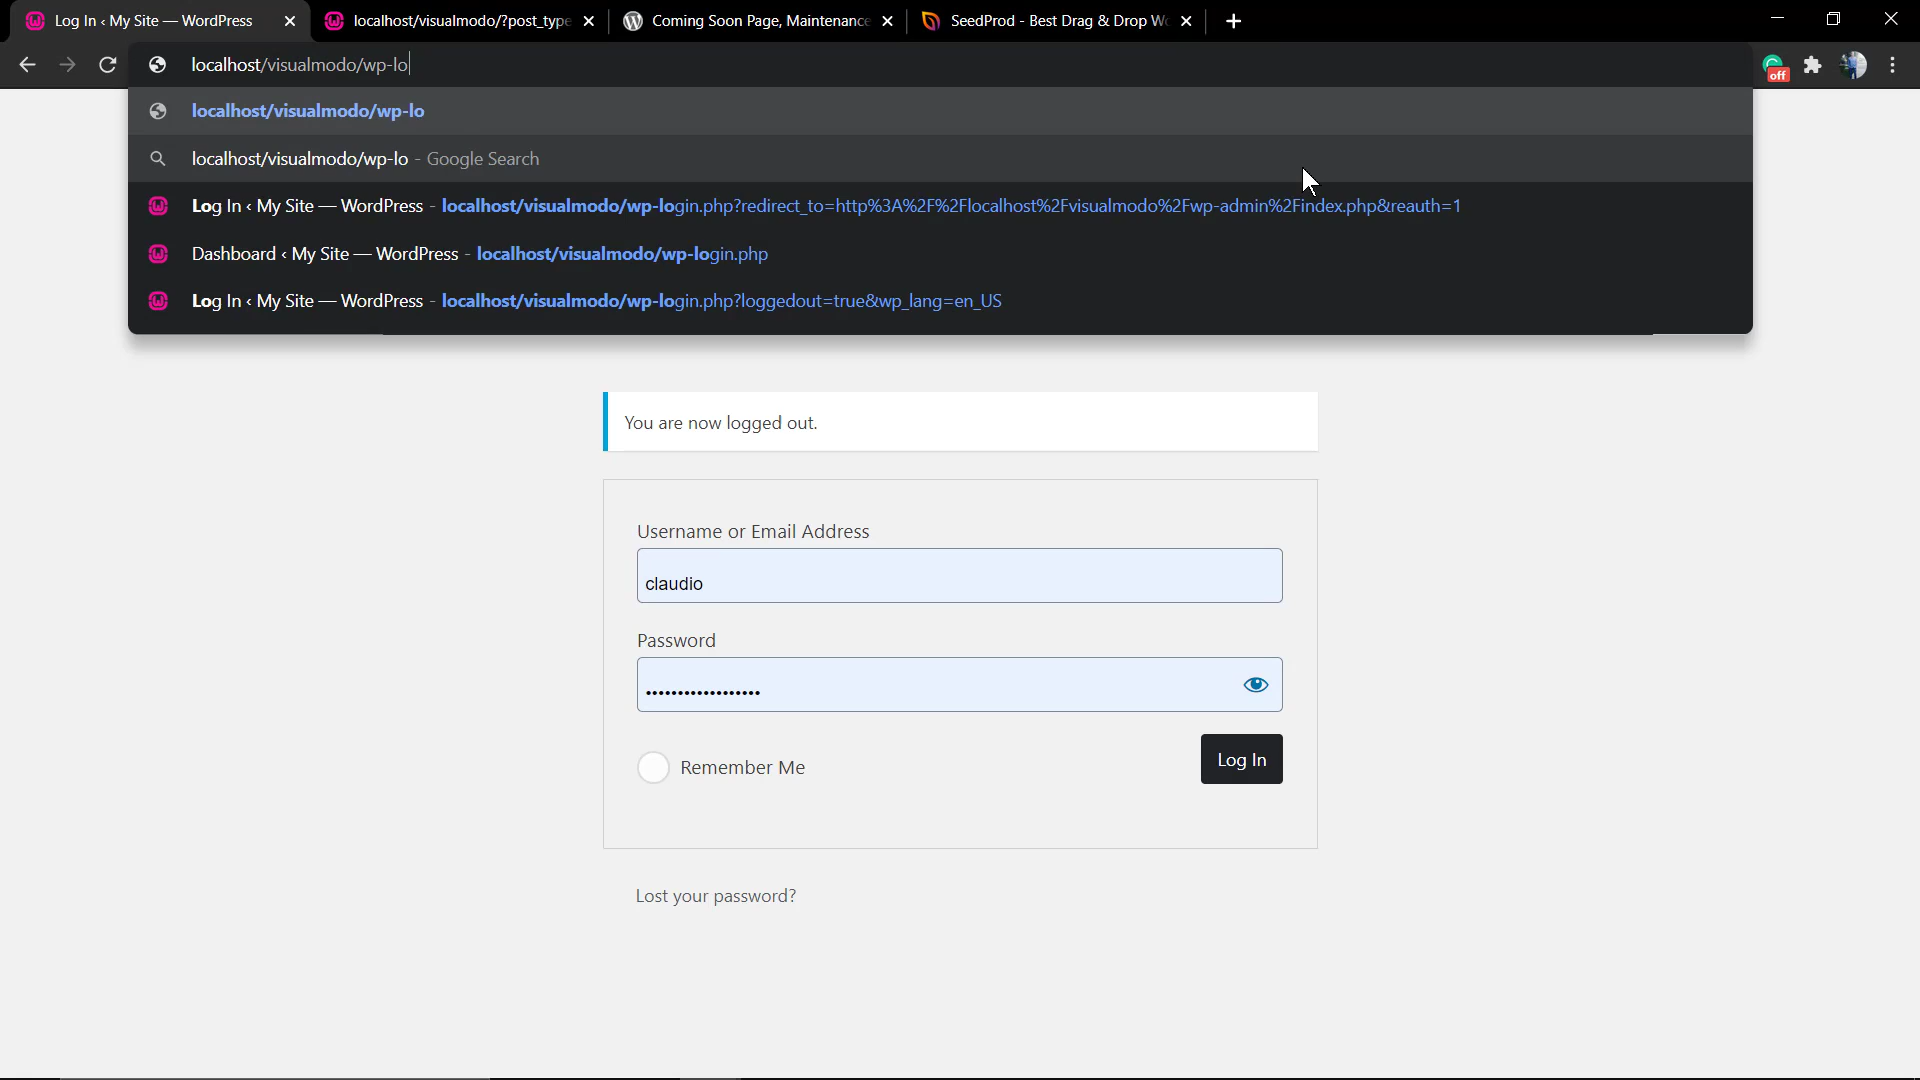 Log In ‹ My Site — WordPress
localhost/visualmodo/?post_type
Coming Soon Page, Maintenance
SeedProd - Best Drag & Drop Wo
localhost/visualmodo/wp-lo
off
localhost/visualmodo/wp-lo
localhost/visualmodo/wp-lo - Google Search
Log In ‹ My Site — WordPress - localhost/visualmodo/wp-login.php?redirect_to=http%3A%2F%2Flocalhost%2Fvisualmodo%2Fwp-admin%2Findex.php&reauth=1
Dashboard ‹ My Site — WordPress - localhost/visualmodo/wp-login.php
Log In ‹ My Site — WordPress - localhost/visualmodo/wp-login.php?loggedout=true&wp_lang=en_US
You are now logged out.
Username or Email Address
claudio
Password
Remember Me
Log In
Lost your password?